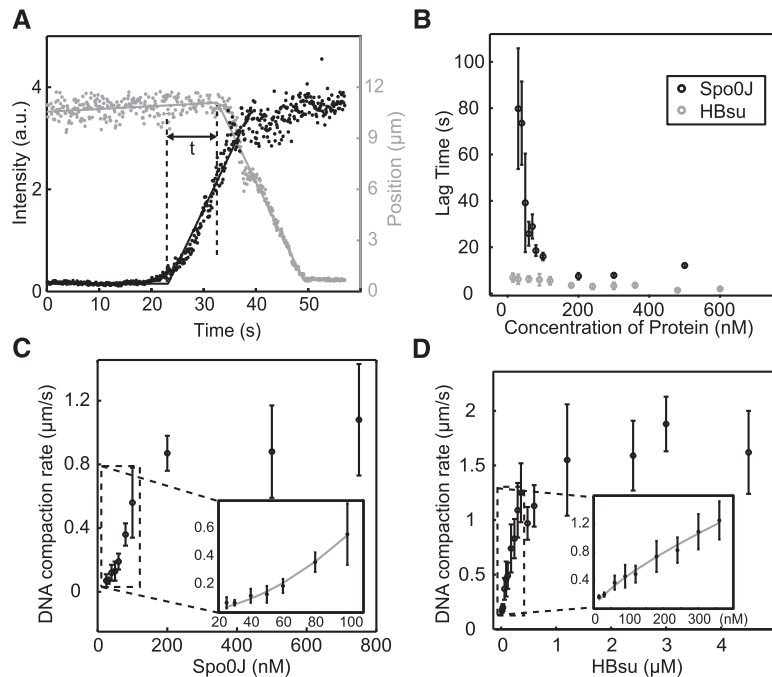 A
Intensity (a.u.)
4
2
0
12
9
6
3
0
Position (µm)
t
0 10 20 30 40 50
Time (s)
B
Lag Time (s)
100
80
60
40
20
0
Spo0J
HBsu
0 200 400 600
Concentration of Protein (nM)
C
DNA compaction rate (µm/s)
1.2
0.8
0.4
0
0.6
0.4
0.2
20 40 60 80 100
0 200 400 600 800
Spo0J (nM)
D
DNA compaction rate (µm/s)
2
1.5
1
0.5
0
1.2
0.8
0.4
0 100 200 300 (nM)
0 1 2 3 4
HBsu (µM)